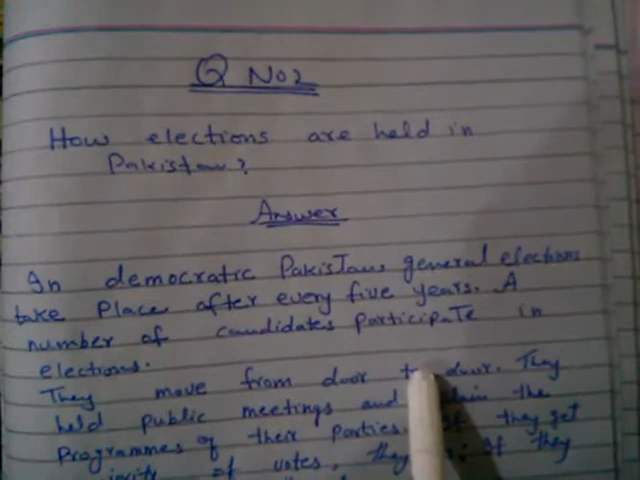 Q No2
How elections are held in
Pakistan?
Answer
In democratic Pakistan general elections
take Place after every five years. A
number of candidates participate in
elections.
They move from door to door. They
held public meetings and the
Programmes of their parties. they get
of votes, they if they